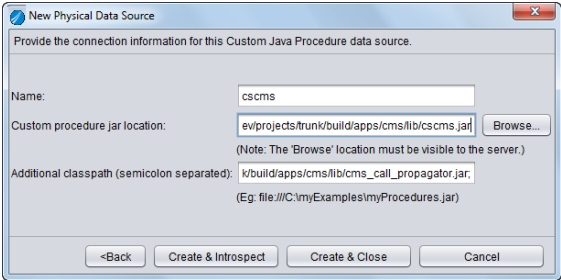 New Physical Data Source
Provide the connection information for this Custom Java Procedure data source.
Name: cscms
Custom procedure jar location: ev/projects/trunk/build/apps/cms/lib/cscms.jar Browse...
(Note: The 'Browse' location must be visible to the server.)
Additional classpath (semicolon separated): k/build/apps/cms/lib/cms_call_propagator.jar;
(Eg: file:///C:\myExamples\myProcedures.jar)
<Back Create & Introspect Create & Close Cancel